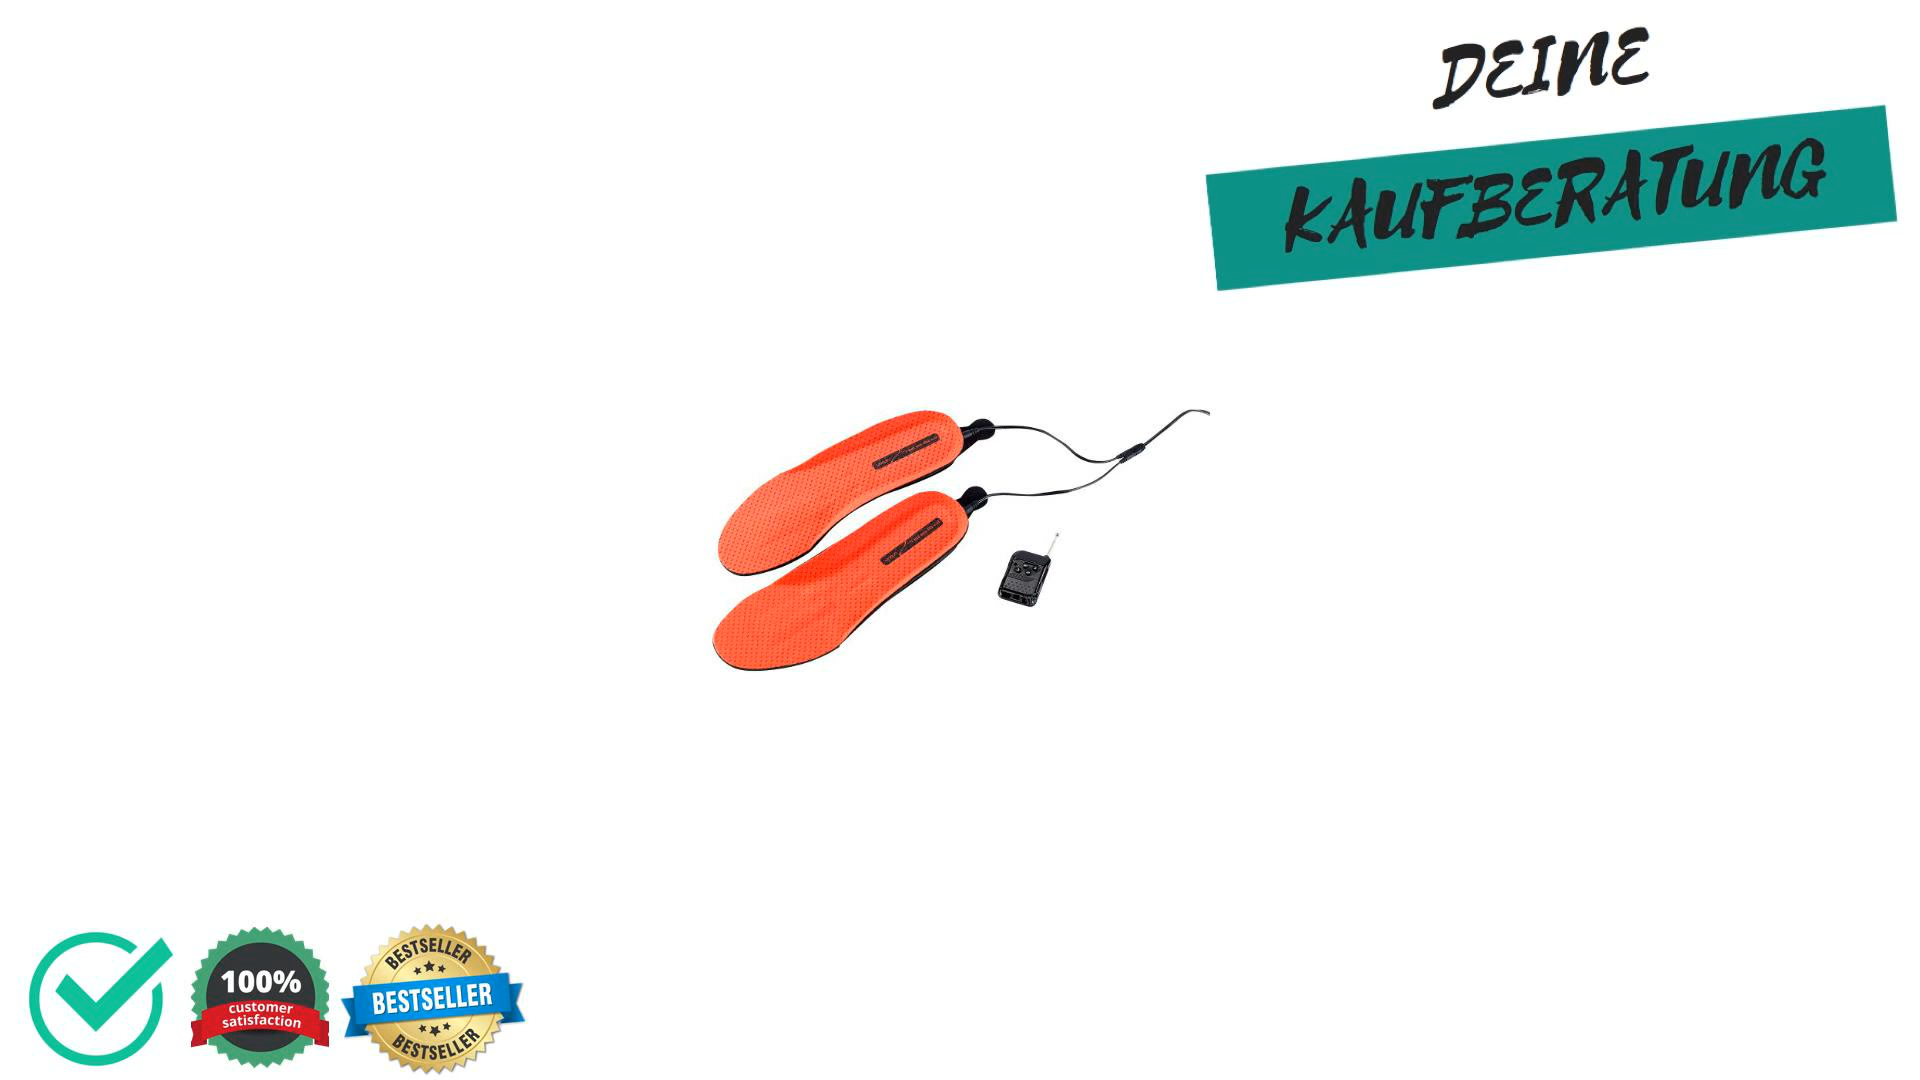 DEINE
KAUFBERATUNG
100%
customer
satisfaction
BESTSELLER
BESTSELLER
BESTSELLER